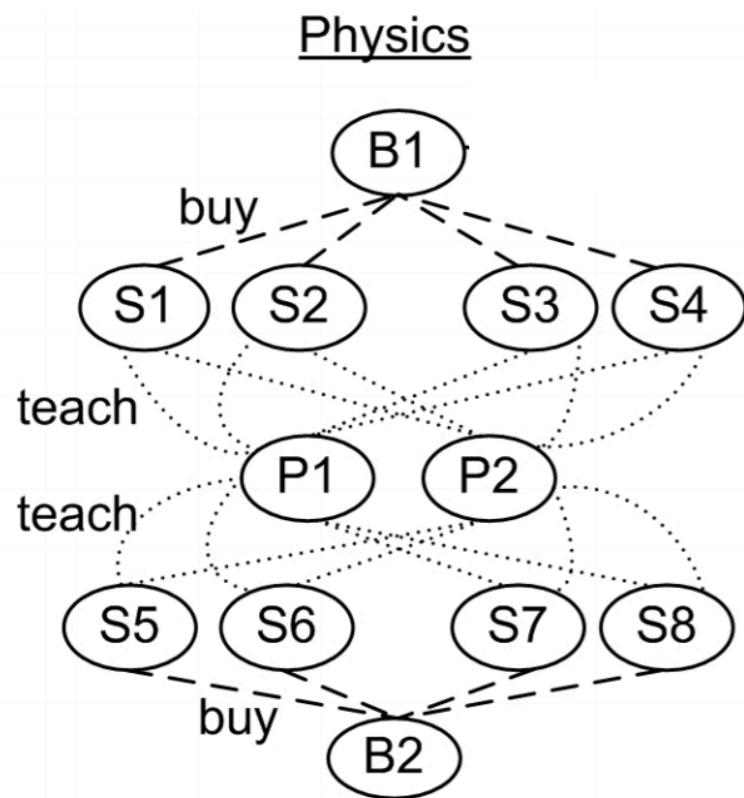 Physics
B1
buy
S1 S2 S3 S4
teach
P1 P2
teach
S5 S6 S7 S8
buy
B2